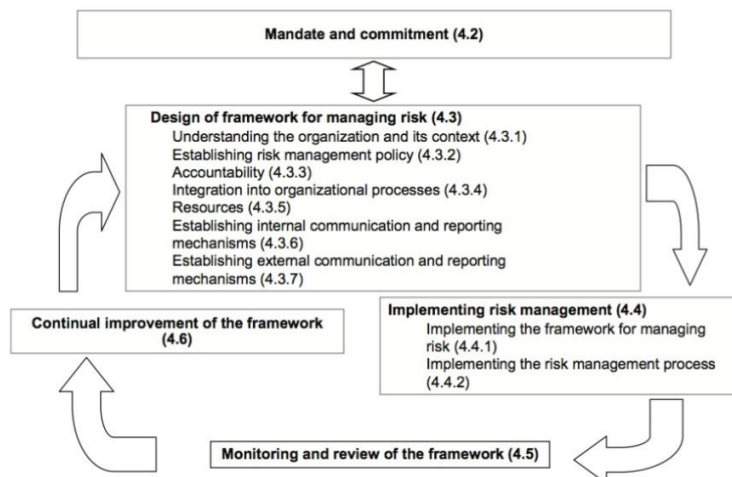 Mandate and commitment (4.2)
Design of framework for managing risk (4.3)
Understanding the organization and its context (4.3.1)
Establishing risk management policy (4.3.2)
Accountability (4.3.3)
Integration into organizational processes (4.3.4)
Resources (4.3.5)
Establishing internal communication and reporting
mechanisms (4.3.6)
Establishing external communication and reporting
mechanisms (4.3.7)
Implementing risk management (4.4)
Implementing the framework for managing
risk (4.4.1)
Implementing the risk management process
(4.4.2)
Continual improvement of the framework
(4.6)
Monitoring and review of the framework (4.5)